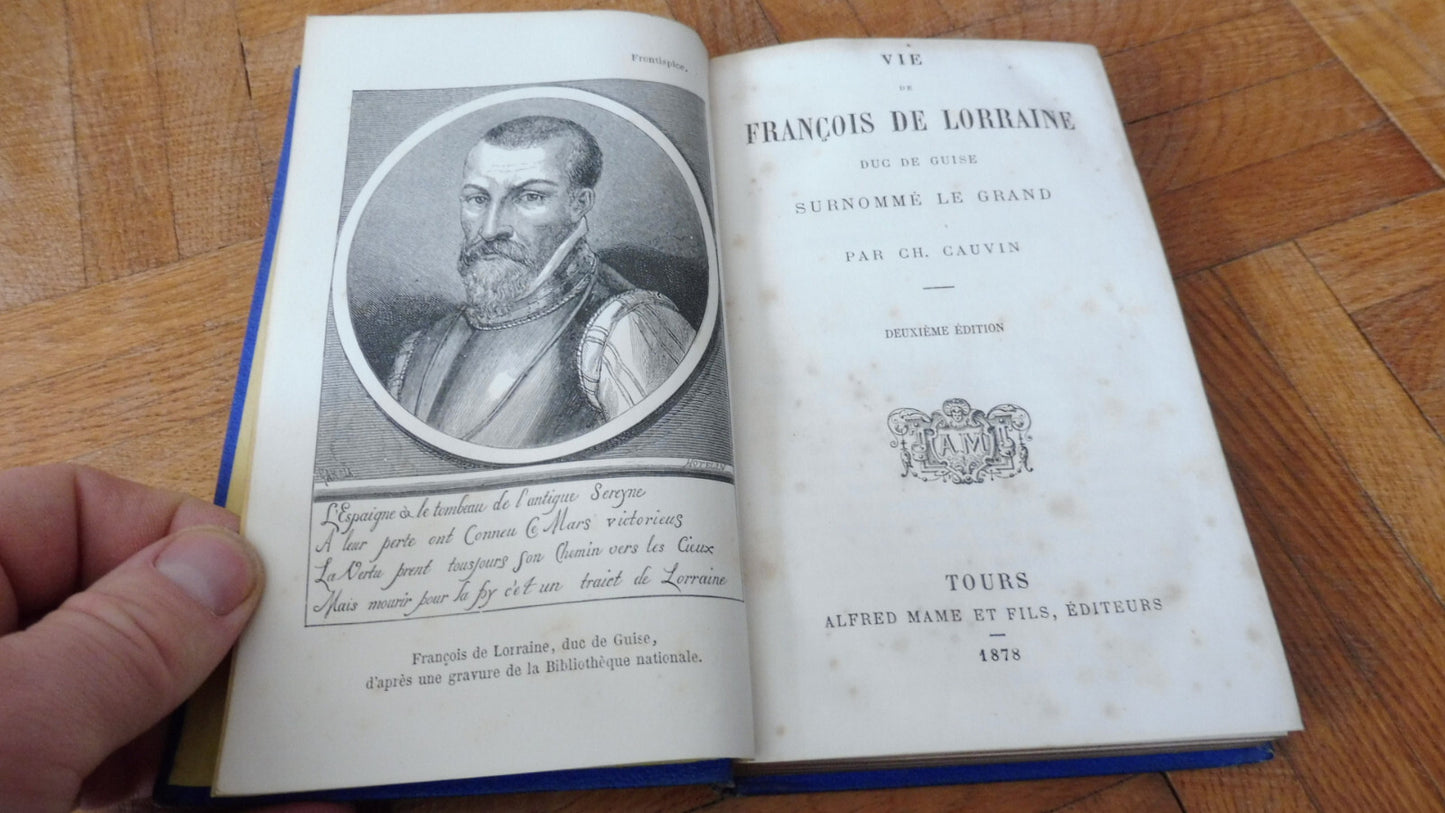 Frontispice.
HOTELIN
L'Espaigne & le tombeau de l'antique Sereyne
A leur perte ont Conneu Ce Mars victorieus
La Vertu prent tousjours son Chemin vers les Cieux
Mais mourir pour la foy c'et un traict de Lorraine
François de Lorraine, duc de Guise,
d'après une gravure de la Bibliothèque nationale.
VIE
DE
FRANÇOIS DE LORRAINE
DUC DE GUISE
SURNOMMÉ LE GRAND
PAR CH. CAUVIN
DEUXIÈME ÉDITION
AM
TOURS
ALFRED MAME ET FILS, ÉDITEURS
1878